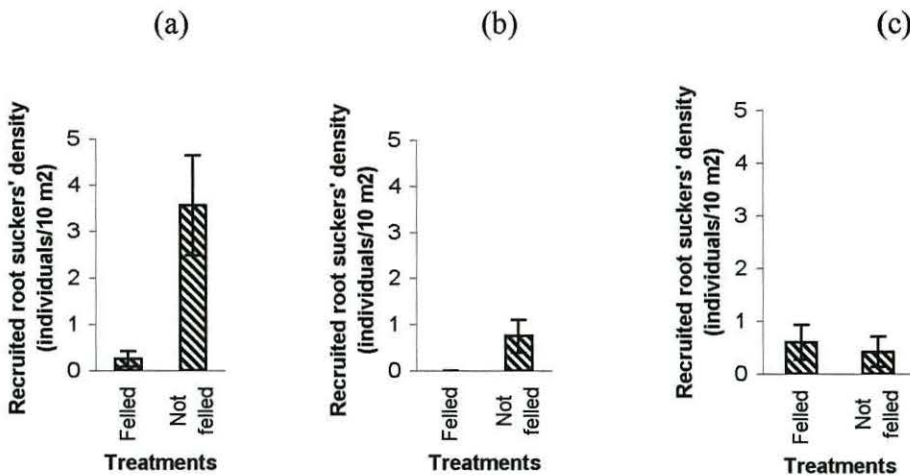 (a)
Recruited root suckers' density
(individuals/10 m2)
5
4
3
2
1
0
Felled
Not
felled
Treatments
(b)
Recruited root suckers' density
(individuals/10 m2)
5
4
3
2
1
0
Felled
Not
felled
Treatments
(c)
Recruited root suckers' density
(individuals/10 m2)
5
4
3
2
1
0
Felled
Not
felled
Treatments